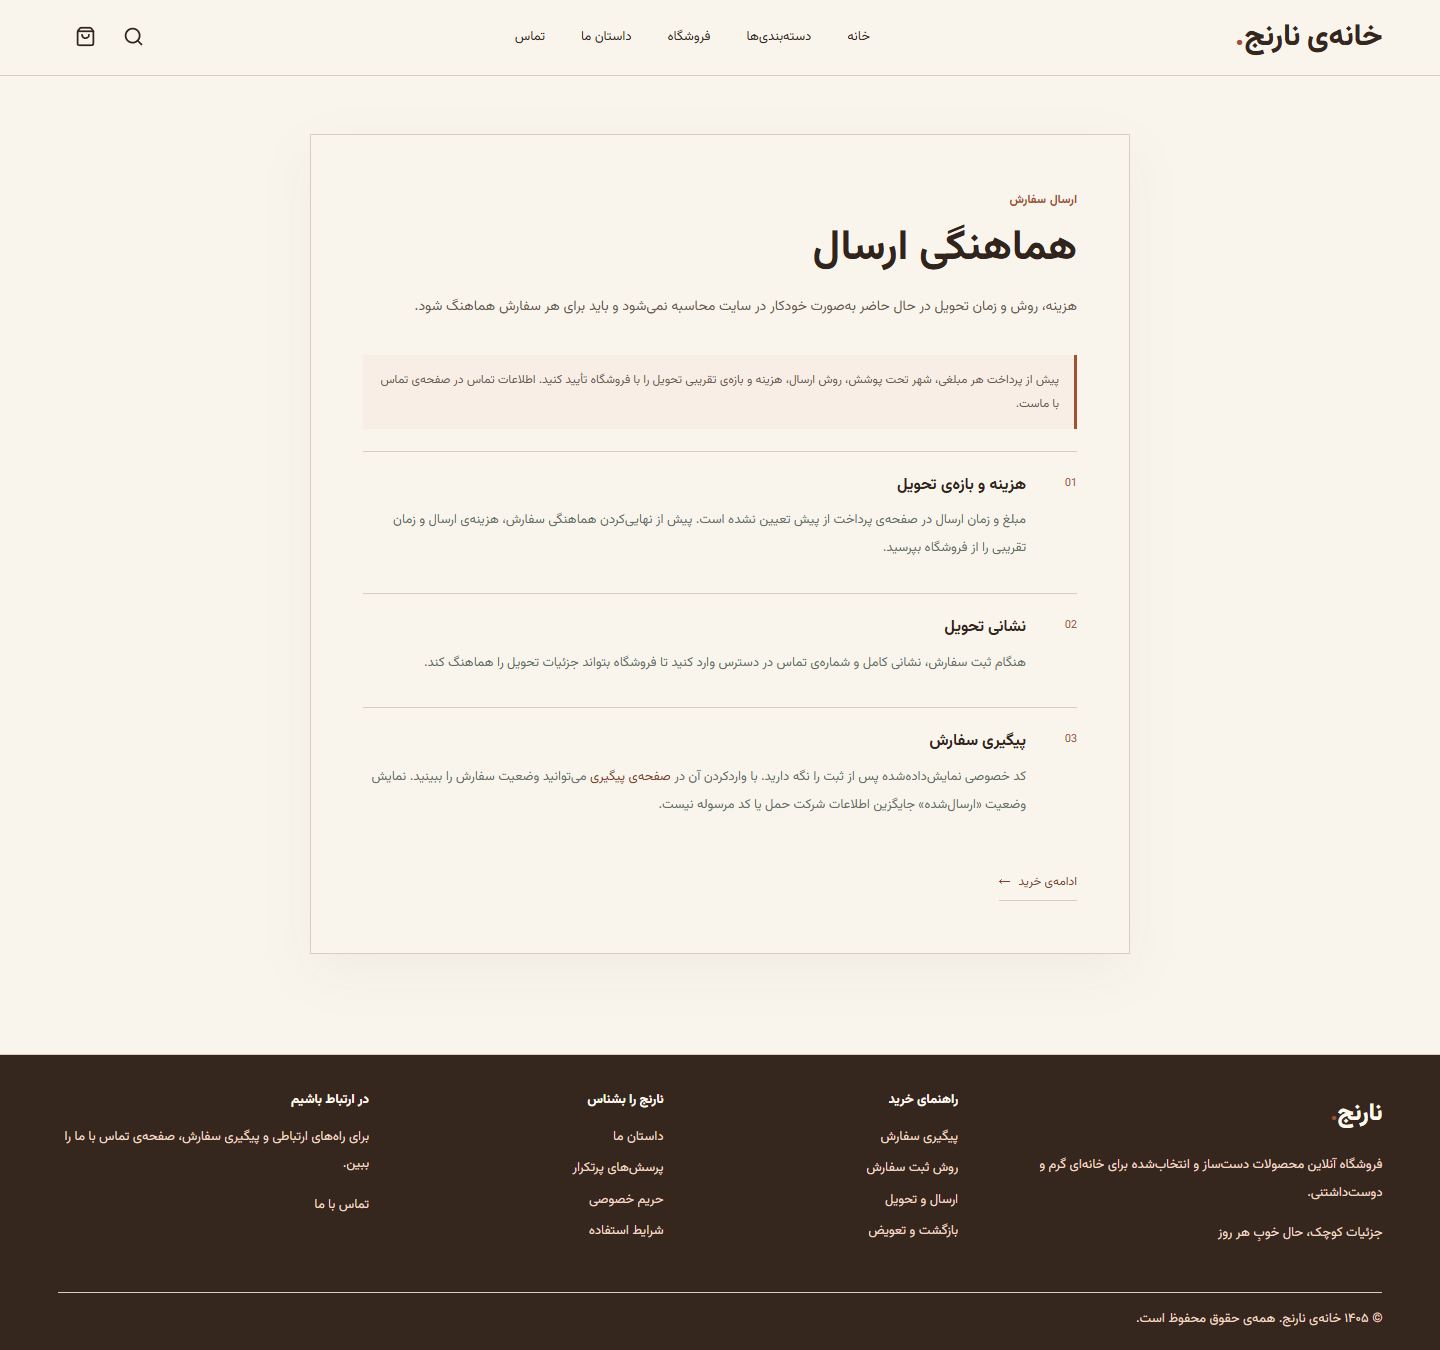 خانه‌ی نارنج.
خانه
دسته‌بندی‌ها
فروشگاه
داستان ما
تماس
ارسال سفارش
هماهنگی ارسال
هزینه، روش و زمان تحویل در حال حاضر به‌صورت خودکار در سایت محاسبه نمی‌شود و باید برای هر سفارش هماهنگ شود.
پیش از پرداخت هر مبلغی، شهر تحت پوشش، روش ارسال، هزینه و بازه‌ی تقریبی تحویل را با فروشگاه تأیید کنید. اطلاعات تماس در صفحه‌ی تماس
با ماست.
01
هزینه و بازه‌ی تحویل
مبلغ و زمان ارسال در صفحه‌ی پرداخت از پیش تعیین نشده است. پیش از نهایی‌کردن هماهنگی سفارش، هزینه‌ی ارسال و زمان
تقریبی را از فروشگاه بپرسید.
02
نشانی تحویل
هنگام ثبت سفارش، نشانی کامل و شماره‌ی تماس در دسترس وارد کنید تا فروشگاه بتواند جزئیات تحویل را هماهنگ کند.
03
پیگیری سفارش
کد خصوصی نمایش‌داده‌شده پس از ثبت را نگه دارید. با واردکردن آن در صفحه‌ی پیگیری می‌توانید وضعیت سفارش را ببینید. نمایش
وضعیت «ارسال‌شده» جایگزین اطلاعات شرکت حمل یا کد مرسوله نیست.
ادامه‌ی خرید ←
نارنج.
فروشگاه آنلاین محصولات دست‌ساز و انتخاب‌شده برای خانه‌ای گرم و
دوست‌داشتنی.
جزئیات کوچک، حال خوبِ هر روز
راهنمای خرید
پیگیری سفارش
روش ثبت سفارش
ارسال و تحویل
بازگشت و تعویض
نارنج را بشناس
داستان ما
پرسش‌های پرتکرار
حریم خصوصی
شرایط استفاده
در ارتباط باشیم
برای راه‌های ارتباطی و پیگیری سفارش، صفحه‌ی تماس با ما را
ببین.
تماس با ما
© ۱۴۰۵ خانه‌ی نارنج. همه‌ی حقوق محفوظ است.